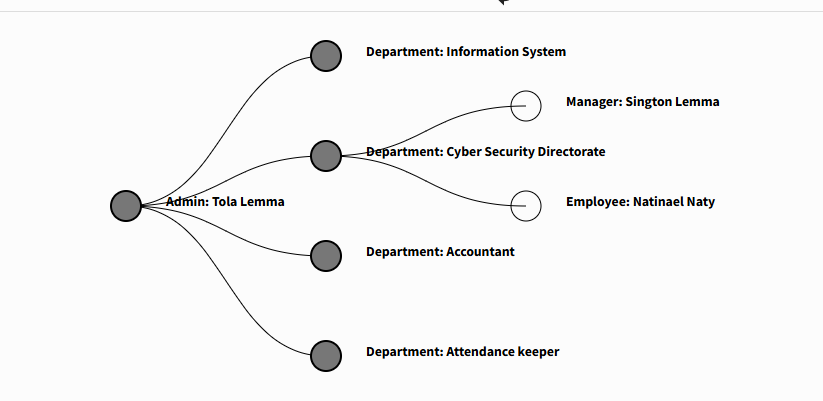 Department: Information System
Manager: Sington Lemma
Department: Cyber Security Directorate
Admin: Tola Lemma
Employee: Natinael Naty
Department: Accountant
Department: Attendance keeper